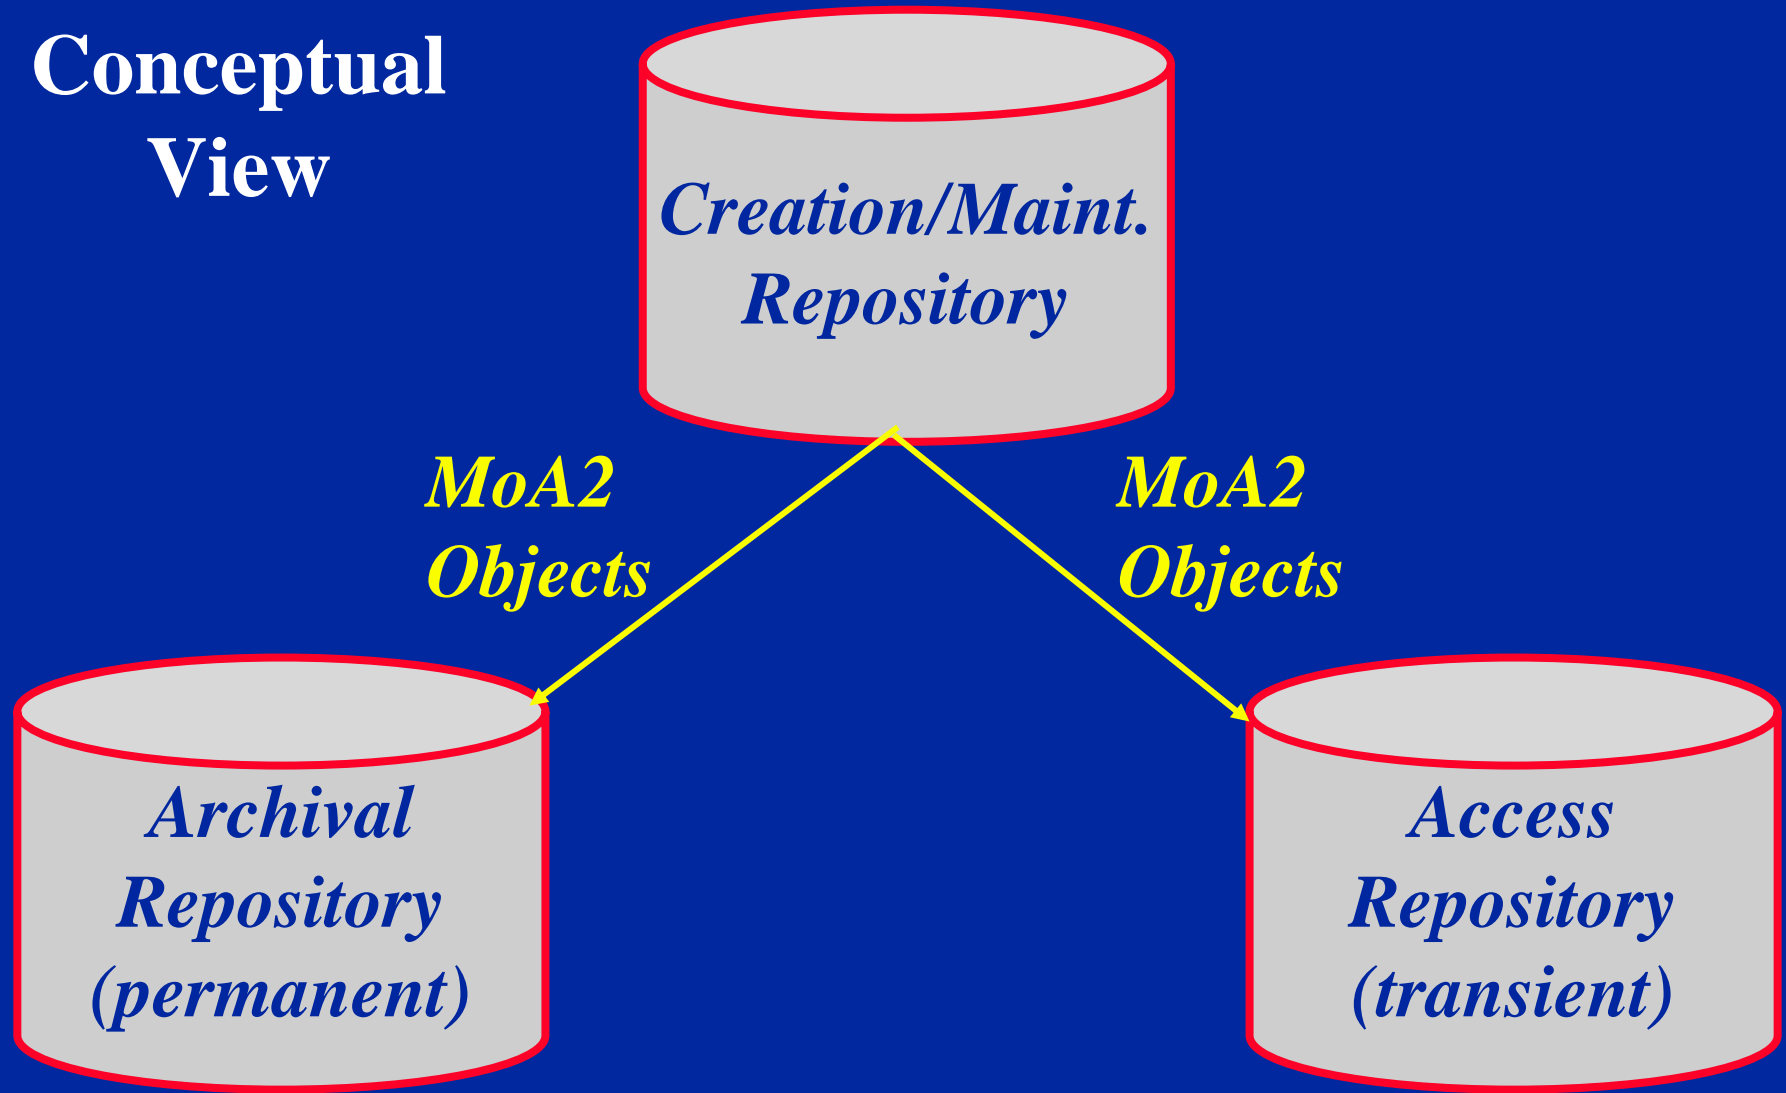 Conceptual
View
Creation/Maint.
Repository
MoA2
Objects
MoA2
Objects
Archival
Repository
(permanent)
Access
Repository
(transient)